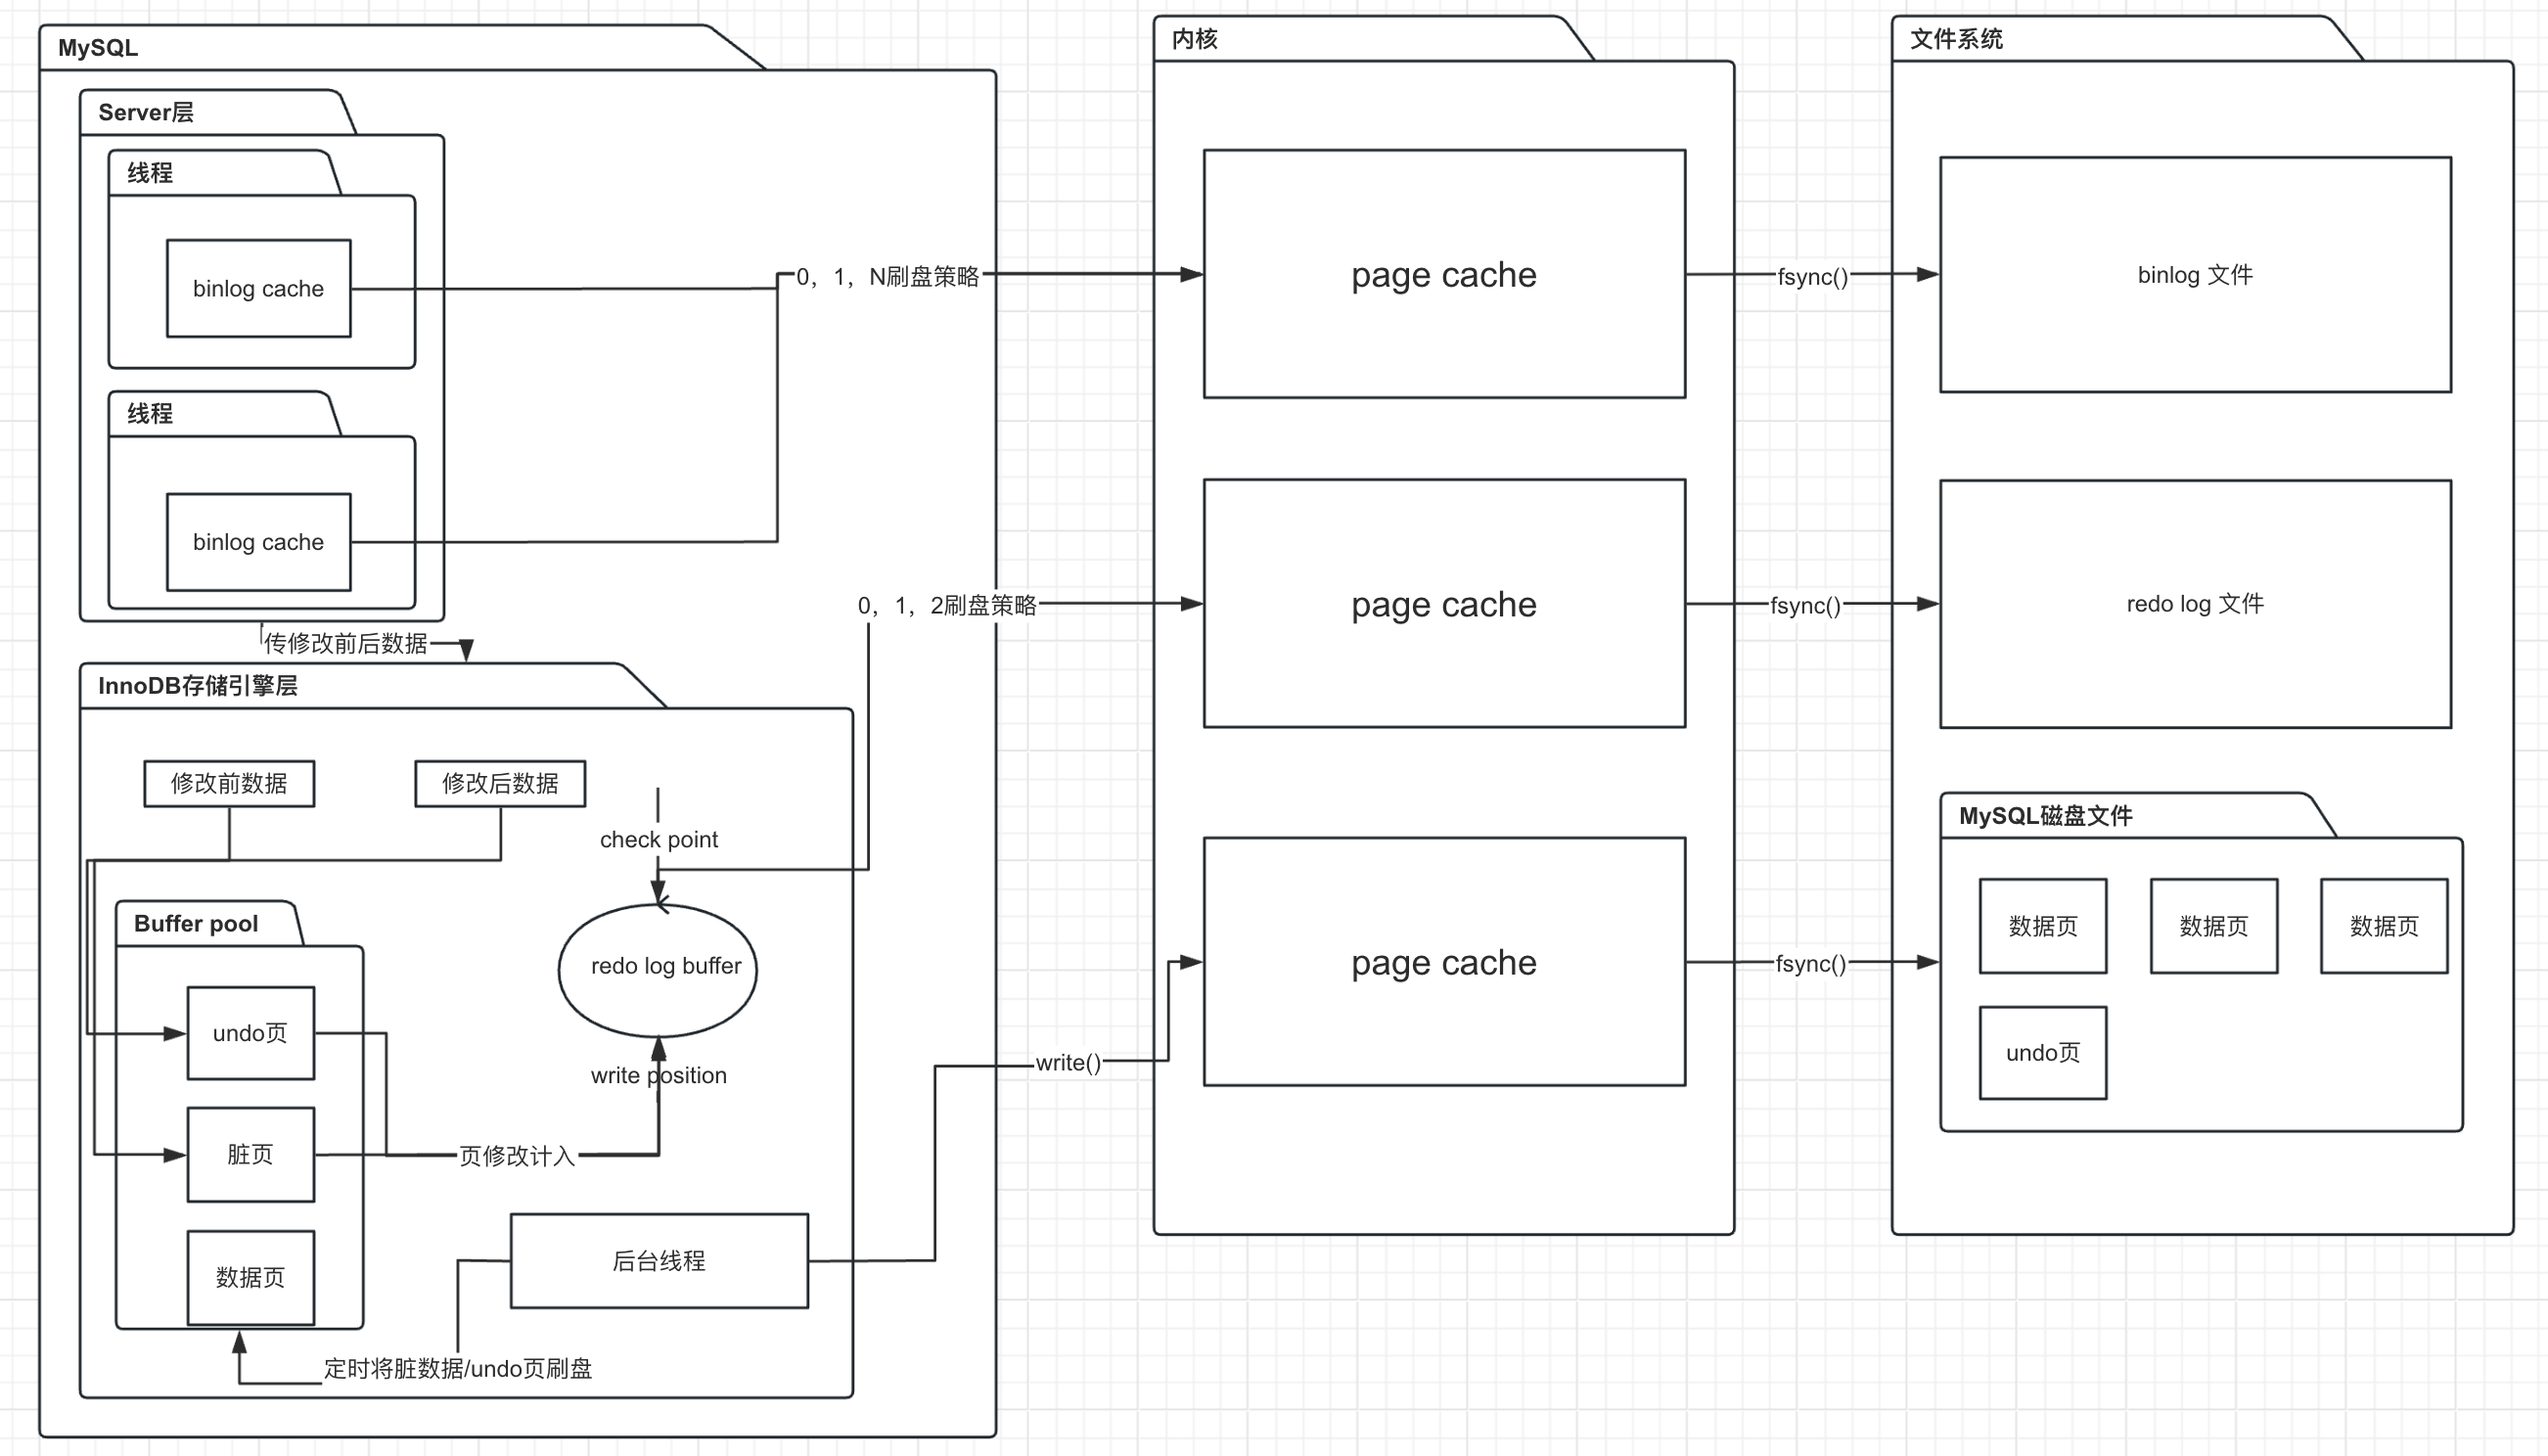 MySQL
Server层
线程
binlog cache
线程
binlog cache
0，1，N刷盘策略
传修改前后数据
0，1，2刷盘策略
InnoDB存储引擎层
修改前数据
修改后数据
check point
Buffer pool
redo log buffer
undo页
write position
脏页
页修改计入
数据页
后台线程
定时将脏数据/undo页刷盘
write()
内核
page cache
page cache
page cache
fsync()
fsync()
fsync()
文件系统
binlog 文件
redo log 文件
MySQL磁盘文件
数据页
数据页
数据页
undo页